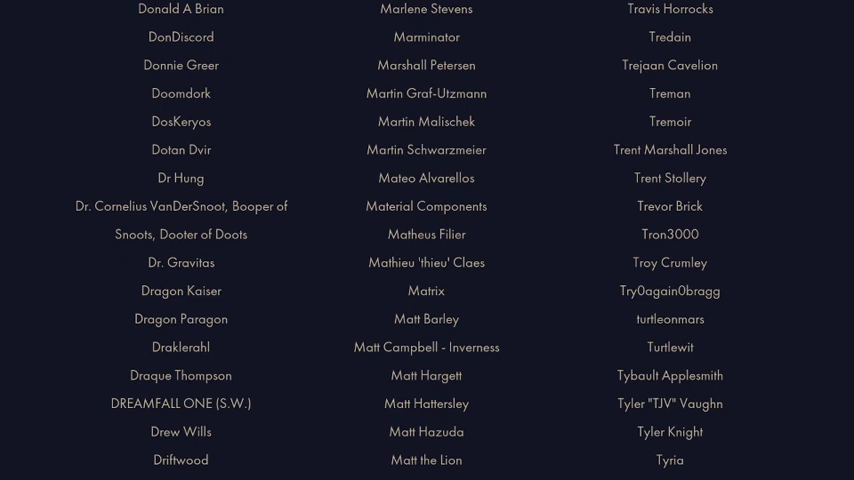 Donald A Brian
DonDiscord
Donnie Greer
Doomdork
DosKeryos
Dotan Dvir
Dr Hung
Dr. Cornelius VanDerSnoot, Booper of
Snoots, Dooter of Doots
Dr. Gravitas
Dragon Kaiser
Dragon Paragon
Draklerahl
Draque Thompson
DREAMFALL ONE (S.W.)
Drew Wills
Driftwood
Marlene Stevens
Marminator
Marshall Petersen
Martin Graf-Utzmann
Martin Malischek
Martin Schwarzmeier
Mateo Alvarellos
Material Components
Matheus Filier
Mathieu 'thieu' Claes
Matrix
Matt Barley
Matt Campbell - Inverness
Matt Hargett
Matt Hattersley
Matt Hazuda
Matt the Lion
Travis Horrocks
Tredain
Trejaan Cavelion
Treman
Tremoir
Trent Marshall Jones
Trent Stollery
Trevor Brick
Tron3000
Troy Crumley
Try0again0bragg
turtleonmars
Turtlewit
Tybault Applesmith
Tyler "TJV" Vaughn
Tyler Knight
Tyria